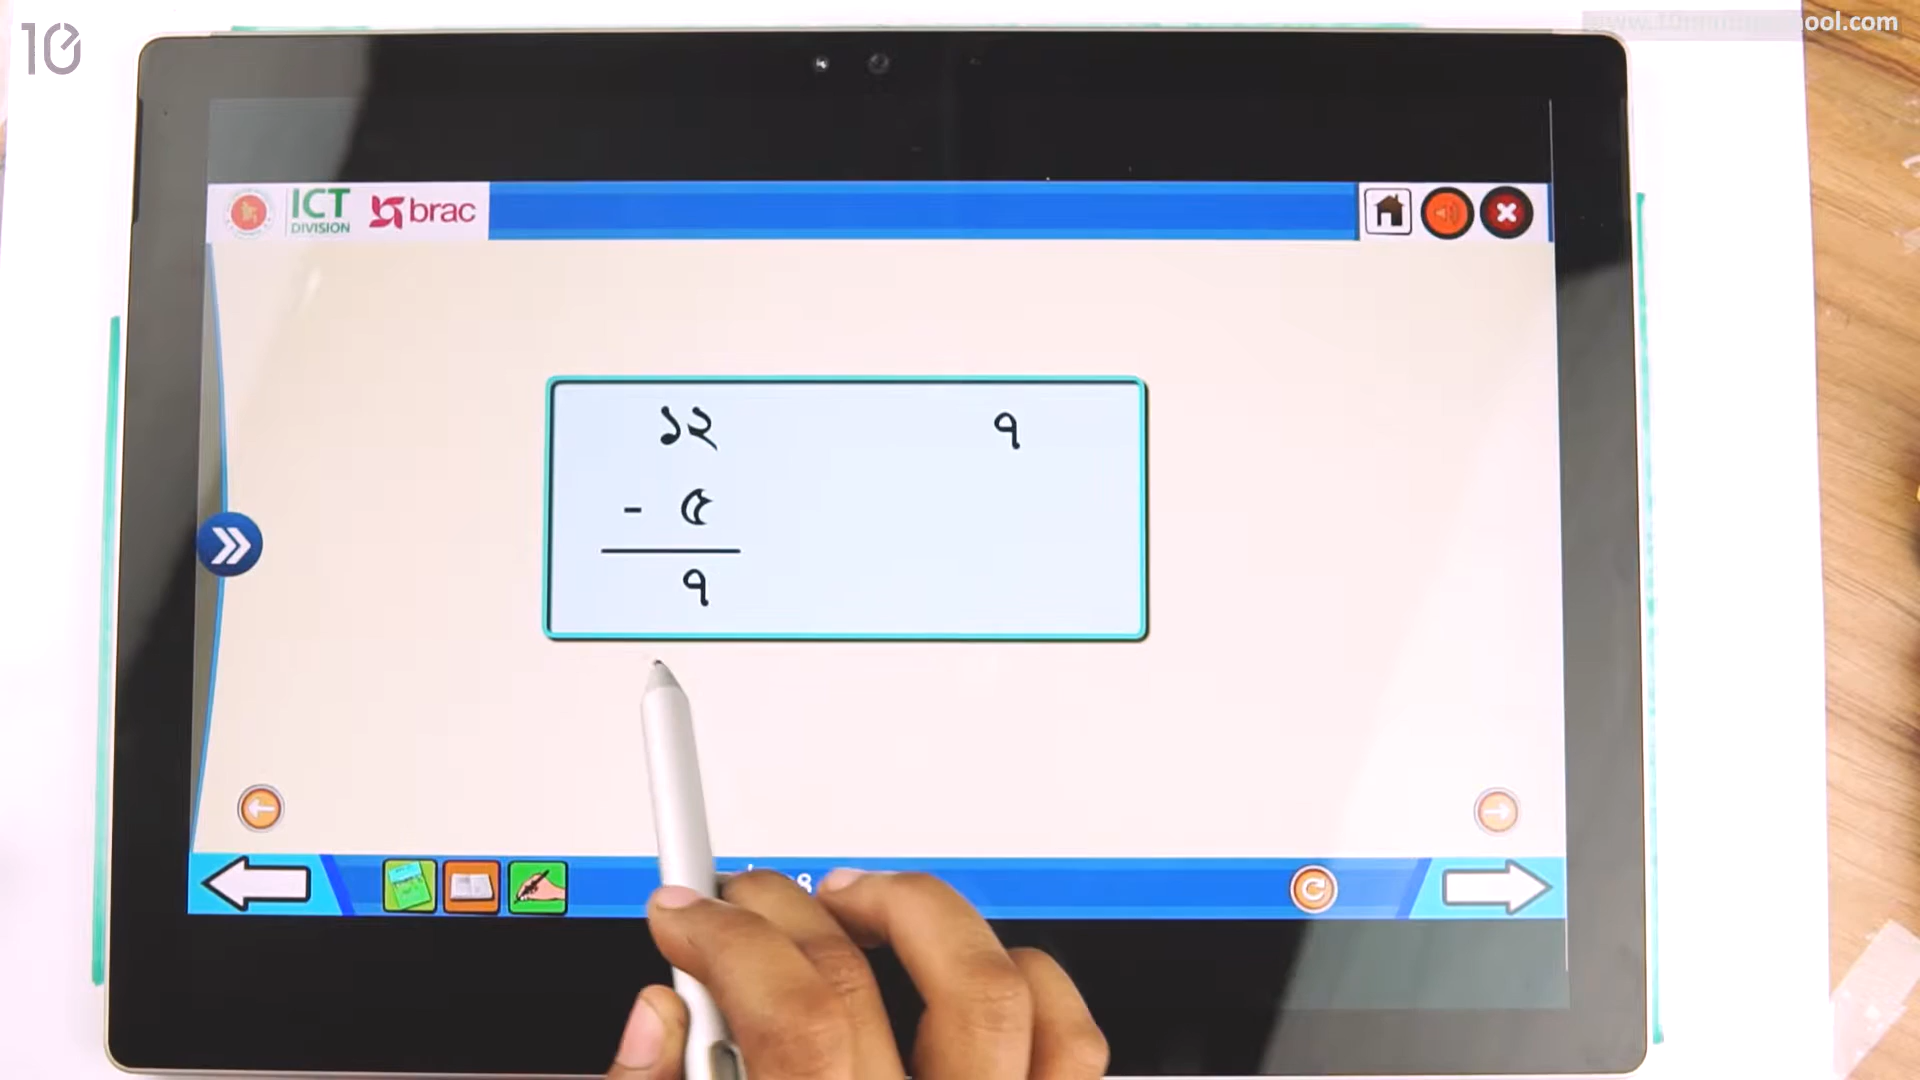 10
ool.com
ICT
DIVISION
brac
১২
৭
- ৫
৭